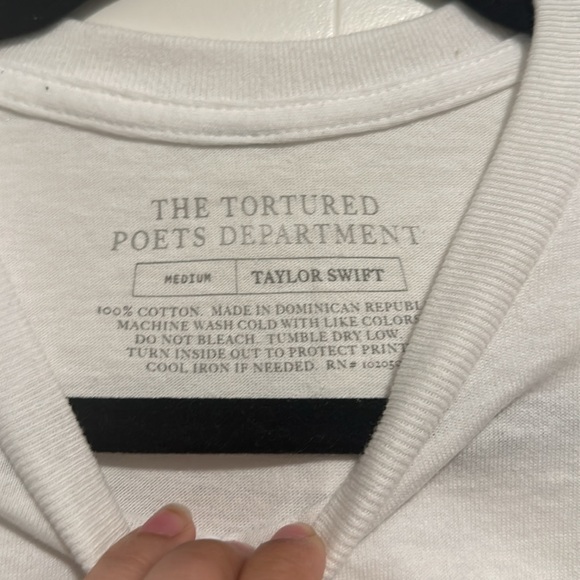 THE TORTURED
POETS DEPARTMENT
MEDIUM TAYLOR SWIFT
100% COTTON. MADE IN DOMINICAN
MACHINE WASH COLD WITH LIKE COLORS
DO NOT BLEACH. TUMBLE DRY LOW.
TURN INSIDE OUT TO PROTECT PRINT
COOL IRON IF NEEDED. RN#